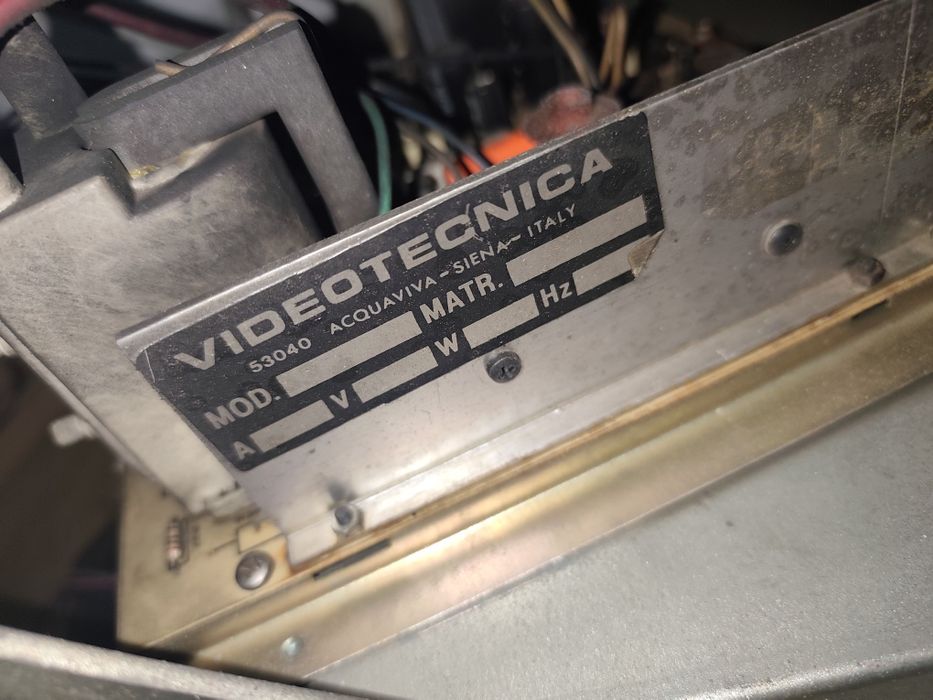 VIDEOTECNICA
53040 ACQUAVIVA-SIENA-ITALY
MOD. MATR.
A V W Hz